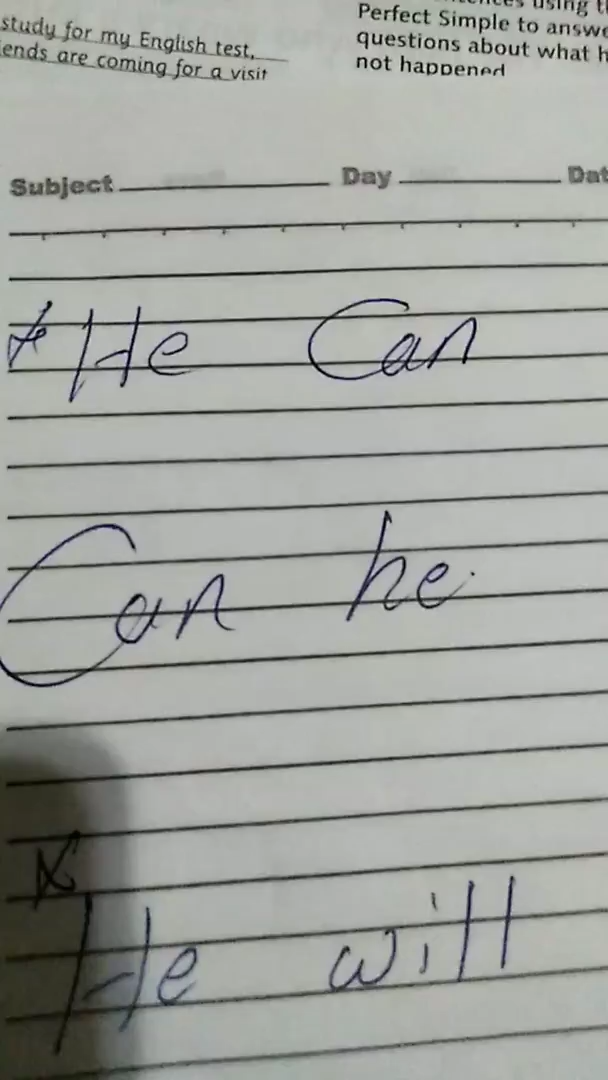 study for my English test,
ends are coming for a visit
using
Perfect Simple to answe
questions about what h
not happened
Subject Day Dat
He Can
Can he
He will